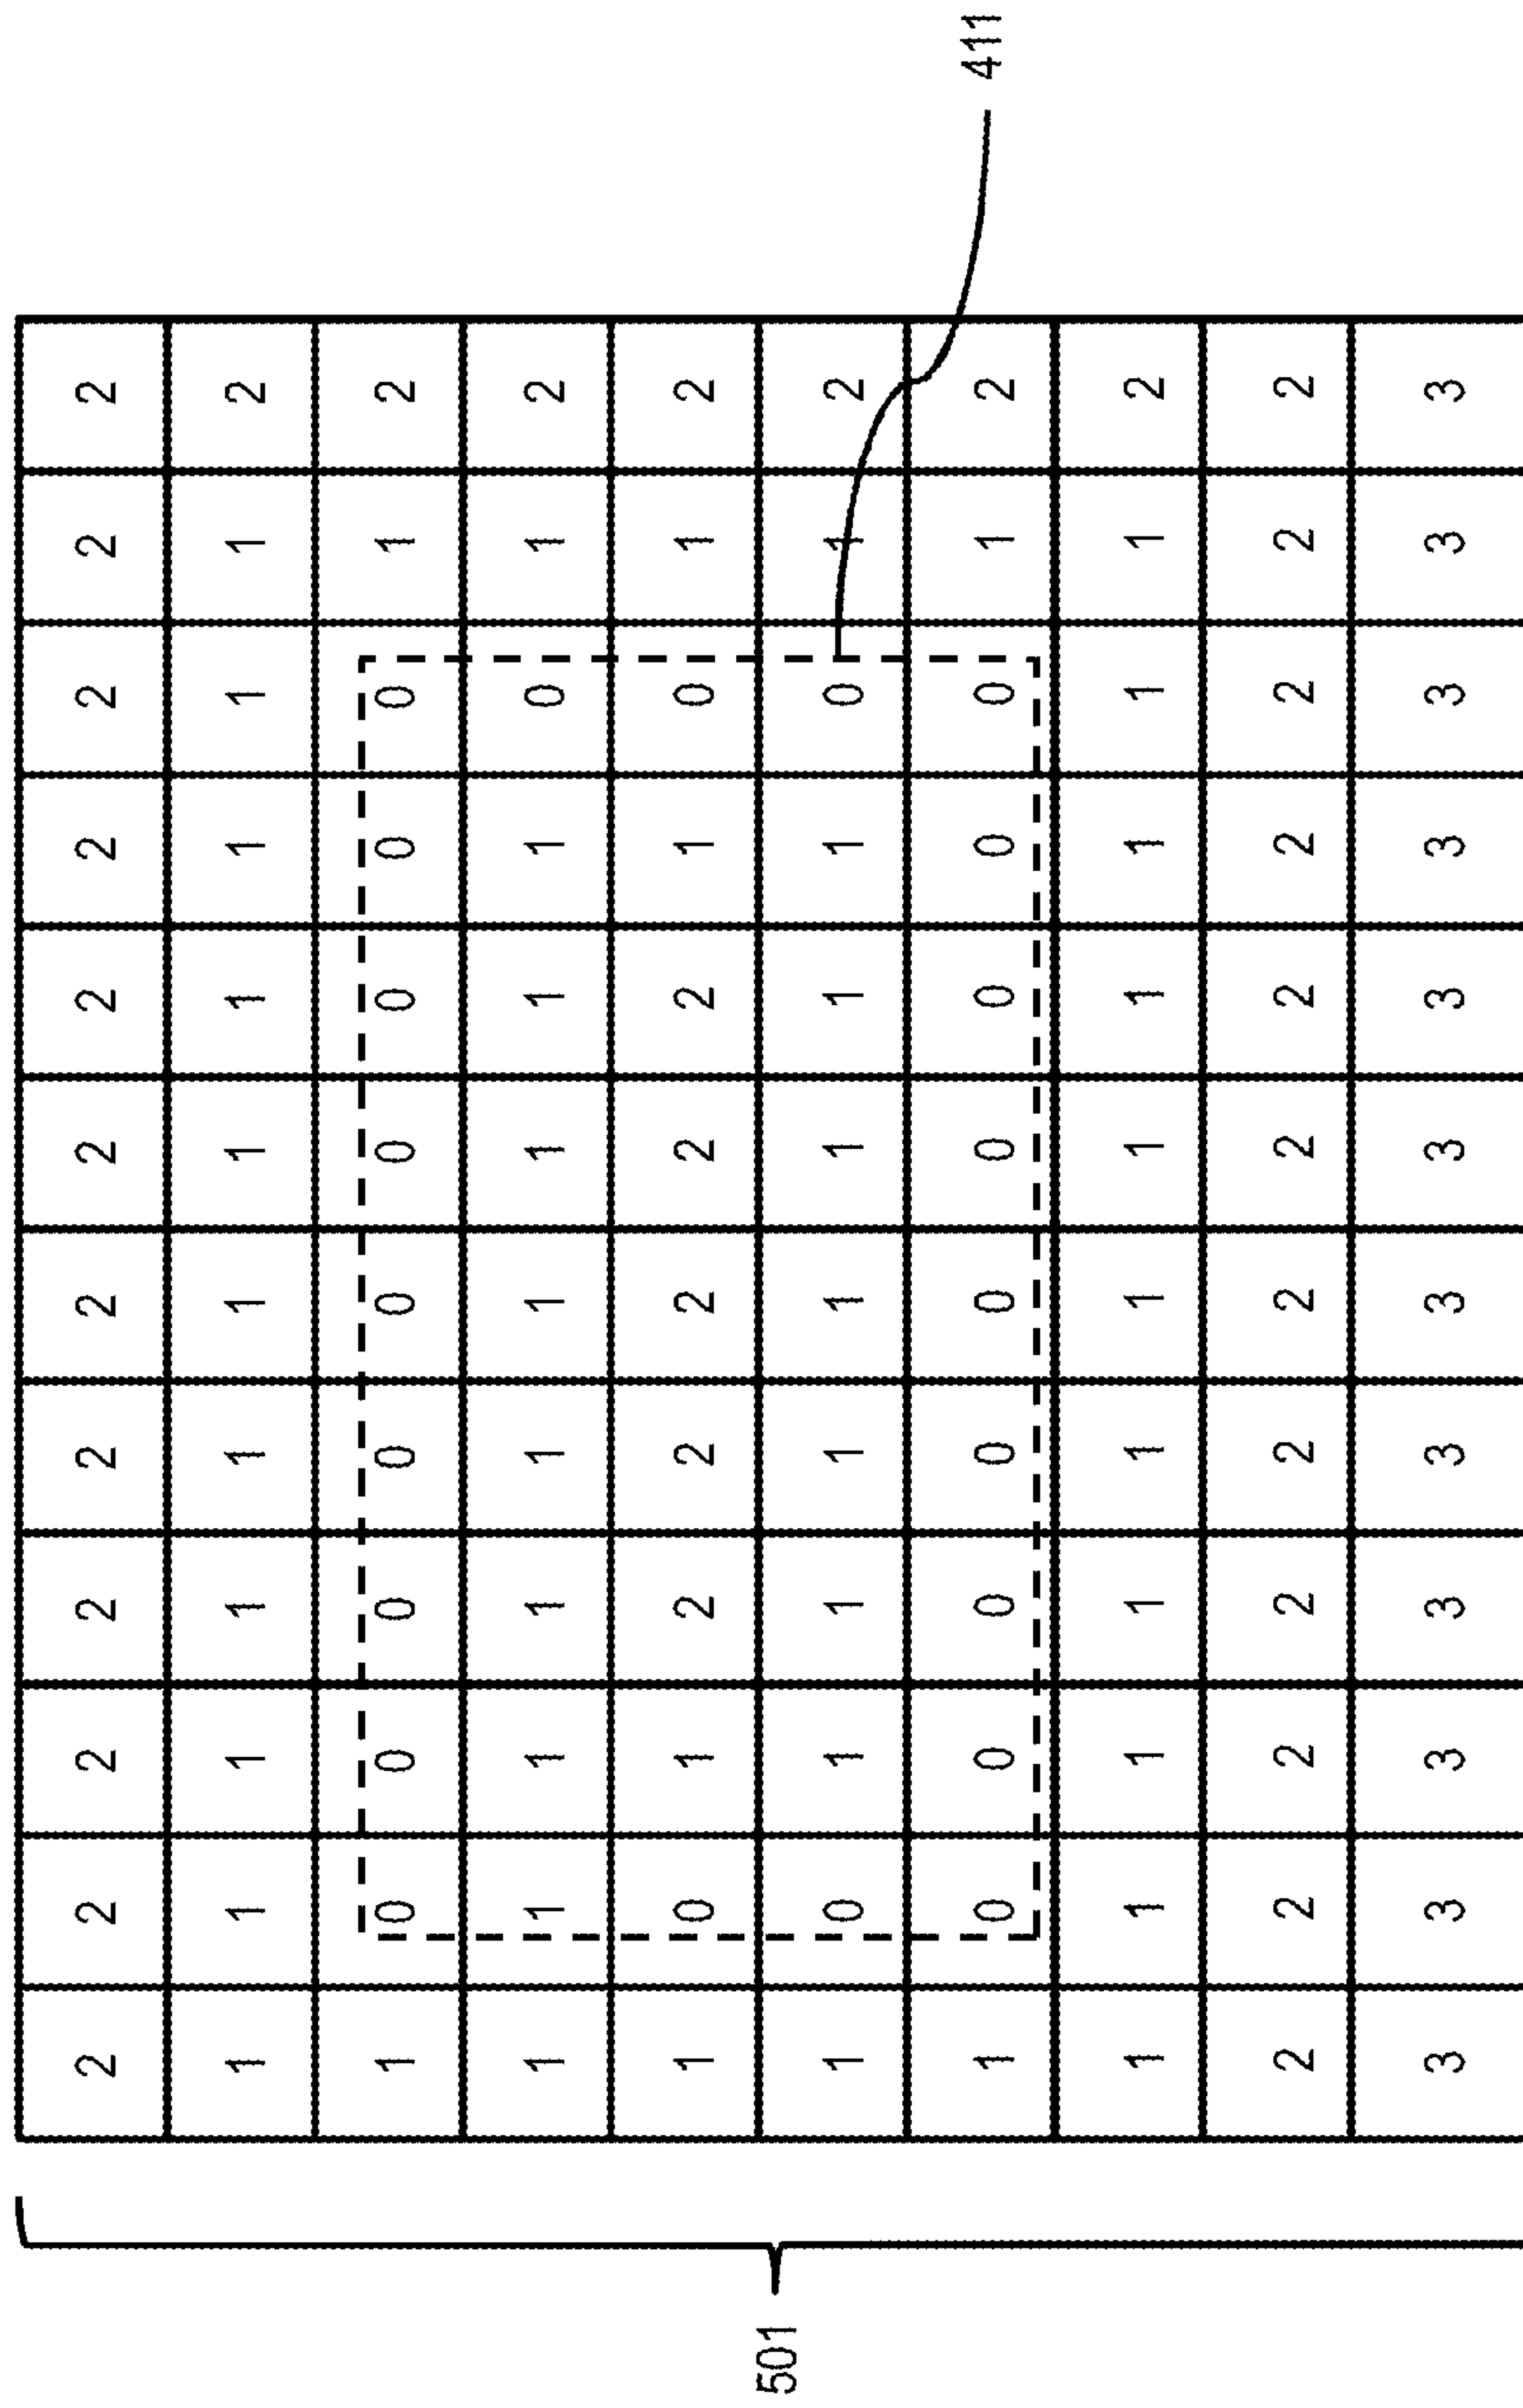 2 2 2 2 2 2 2 2 2 2 2 2
1 1 1 1 1 1 1 1 1 1 1 2
1 0 0 0 0 0 0 0 0 0 1 2
1 1 1 1 1 1 1 1 1 0 1 2
1 0 1 2 2 2 2 2 1 0 1 2
501
1 0 1 1 1 1 1 1 1 0 1 2
1 0 0 0 0 0 0 0 0 0 1 2
411
1 1 1 1 1 1 1 1 1 1 1 2
2 2 2 2 2 2 2 2 2 2 2 2
3 3 3 3 3 3 3 3 3 3 3 3